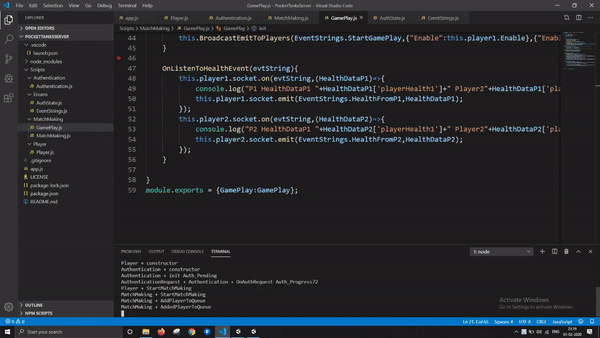 File Edit Selection View Go Debug Terminal Help
GamePlay.js - PocketTanksServer - Visual Studio Code
EXPLORER
app.js
Player.js
Authentication.js
MatchMaking.js
GamePlay.js
AuthState.js
EventStrings.js
OPEN EDITORS
POCKETTANKSSERVER
.vscode
launch.json
node_modules
Scripts
Authentication
Authentication.js
Enums
AuthState.js
EventStrings.js
MatchMaking
GamePlay.js
MatchMaking.js
Player
Player.js
.gitignore
app.js
LICENSE
package-lock.json
package.json
README.md
OUTLINE
NPM SCRIPTS
Scripts > MatchMaking > GamePlay.js > GamePlay > init
44 this.BroadcastEmitToPlayers(EventStrings.StartGamePlay,{"Enable":this.player1.Enable},{"Enab
45 }
46
47 OnListenToHealthEvent(evtString){
48 this.player1.socket.on(evtString,(HealthDataP1)=>{
49 console.log("P1 HealthDataP1 "+HealthDataP1['playerHealth1']+" Player2"+HealthDataP1['pla
50 this.player1.socket.emit(EventStrings.HealthFromP1,HealthDataP1);
51 });
52 this.player2.socket.on(evtString,(HealthDataP2)=>{
53 console.log("P2 HealthDataP1 "+HealthDataP2['playerHealth1']+" Player2"+HealthDataP2['pla
54 this.player2.socket.emit(EventStrings.HealthFromP2,HealthDataP2);
55 });
56 }
57
58 }
59 module.exports = {GamePlay:GamePlay};
PROBLEMS OUTPUT DEBUG CONSOLE TERMINAL
1: node
Player + constructor
Authentication + constructor
Authentication + init Auth_Pending
AuthenticationRequest + Authentication + OnAuthRequest Auth_Progress72
Player + StartMatchMaking
MatchMaking + StartMatchMaking
MatchMaking + AddPlayerToQueue
MatchMaking + AddedPlayerToQueue
Activate Windows
Go to Settings to activate Windows.
Ln 27, Col 65 Spaces: 4 UTF-8 CRLF JavaScript
Type here to search
ENG